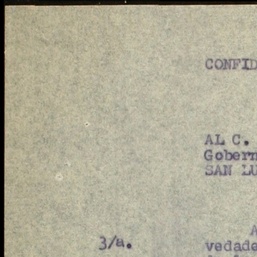 CONFID
AL C.
Gobern
SAN LU
3/a.
A
vedade